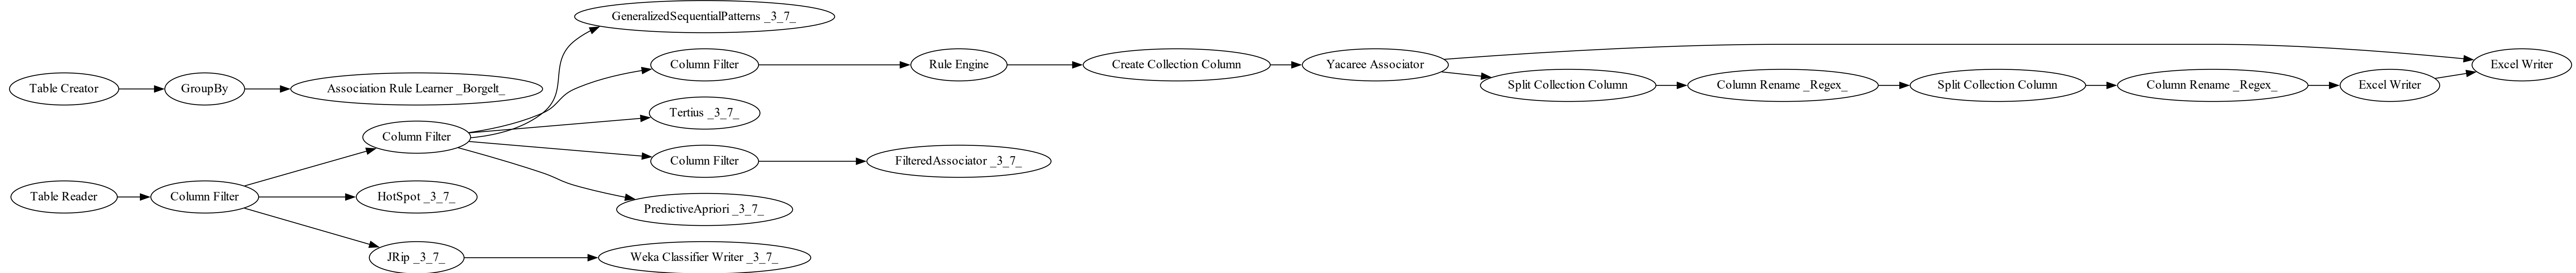 GeneralizedSequentialPatterns _3_7_
Column Filter
Rule Engine
Create Collection Column
Yacaree Associator
Excel Writer
Table Creator
GroupBy
Association Rule Learner _Borgelt_
Split Collection Column
Column Rename _Regex_
Split Collection Column
Column Rename _Regex_
Excel Writer
Tertius _3_7_
Column Filter
Column Filter
FilteredAssociator _3_7_
Table Reader
Column Filter
HotSpot _3_7_
PredictiveApriori _3_7_
JRip _3_7_
Weka Classifier Writer _3_7_